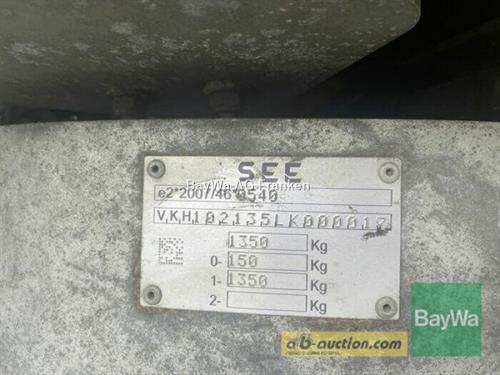 SEE
e2*2007/46*0540
BayWa AG Franken
V,K,H102135LK000017
1350 Kg
0- 150 Kg
1- 1350 Kg
2- Kg
BayWa
ab-auction.com